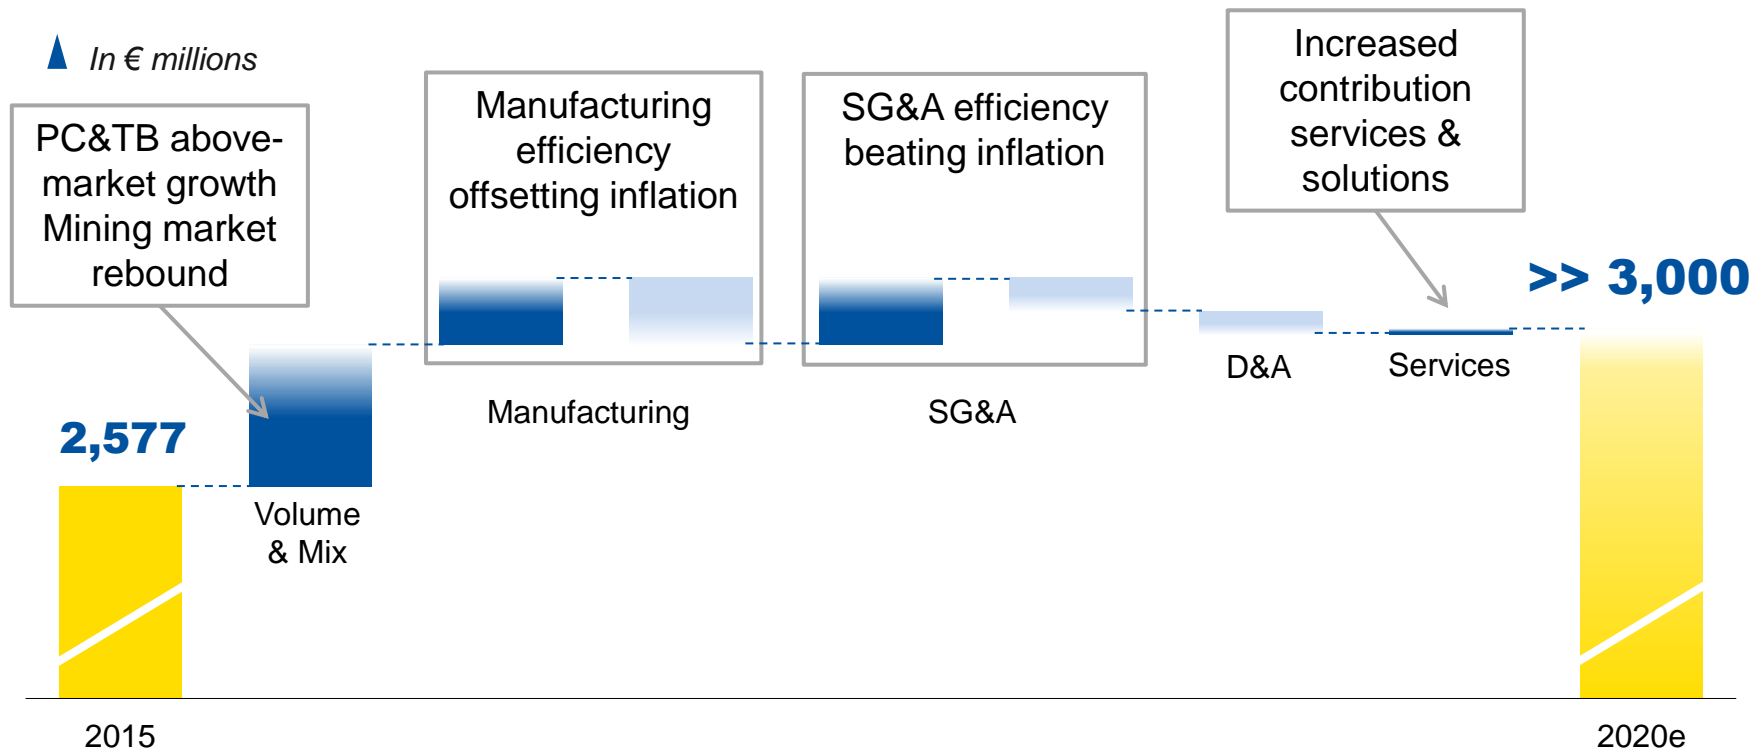 In € millions
PC&TB above-
market growth
Mining market
rebound
Manufacturing
efficiency
offsetting inflation
SG&A efficiency
beating inflation
Increased
contribution
services &
solutions
>> 3,000
2,577
Volume
& Mix
Manufacturing
SG&A
D&A
Services
2015
2020e